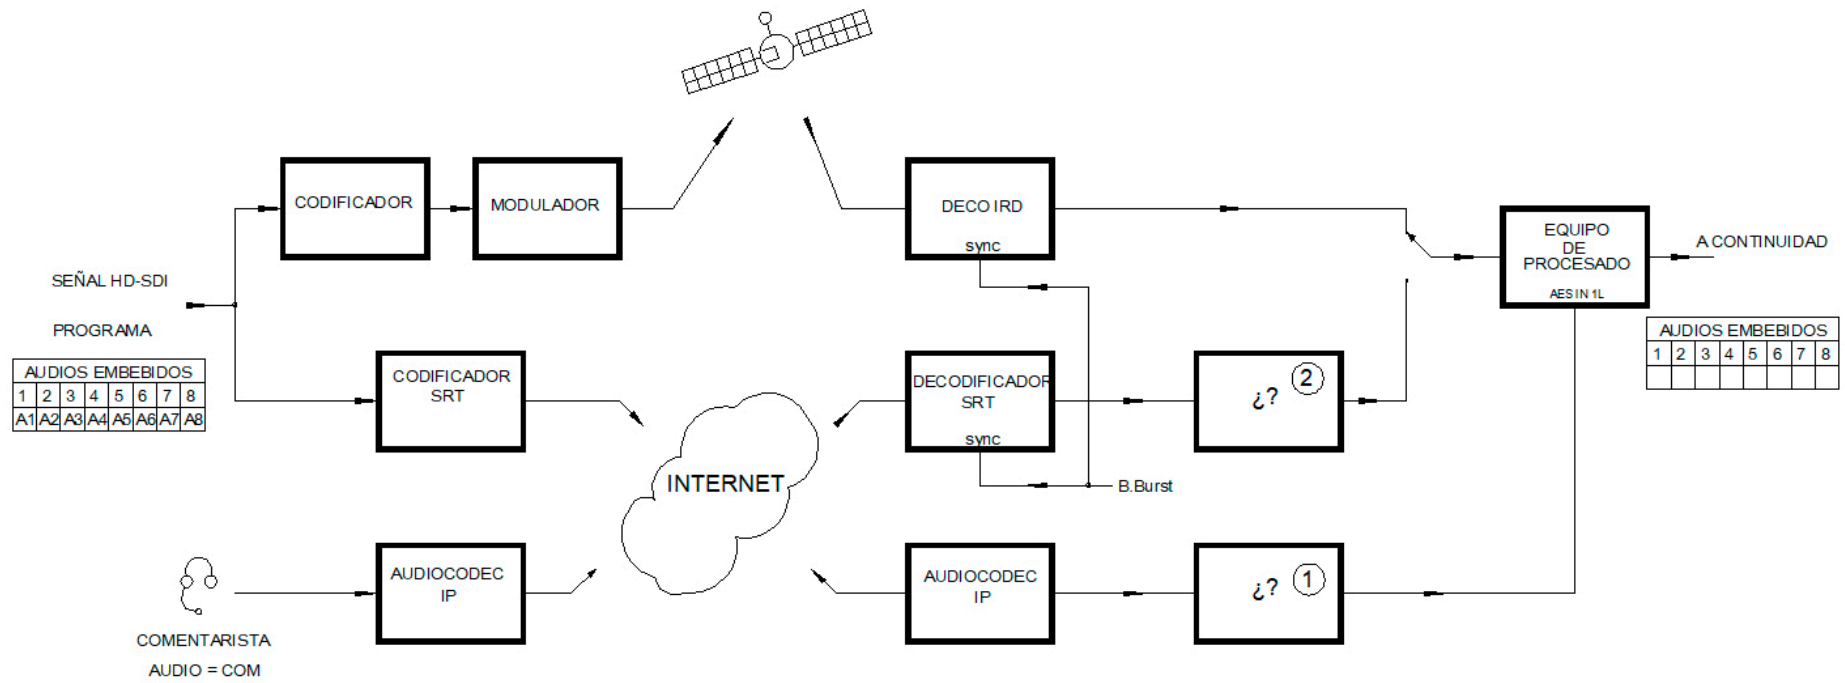 CODIFICADOR
MODULADOR
DECO IRD
sync
EQUIPO
DE
PROCESADO
AES IN 1L
A CONTINUIDAD
SEÑAL HD-SDI
PROGRAMA
AUDIOS EMBEBIDOS
1 2 3 4 5 6 7 8
A1 A2 A3 A4 A5 A6 A7 A8
AUDIOS EMBEBIDOS
1 2 3 4 5 6 7 8
CODIFICADOR
SRT
INTERNET
DECODIFICADOR
SRT
sync
B.Burst
¿? 2
COMENTARISTA
AUDIO = COM
AUDIOCODEC
IP
AUDIOCODEC
IP
¿? 1